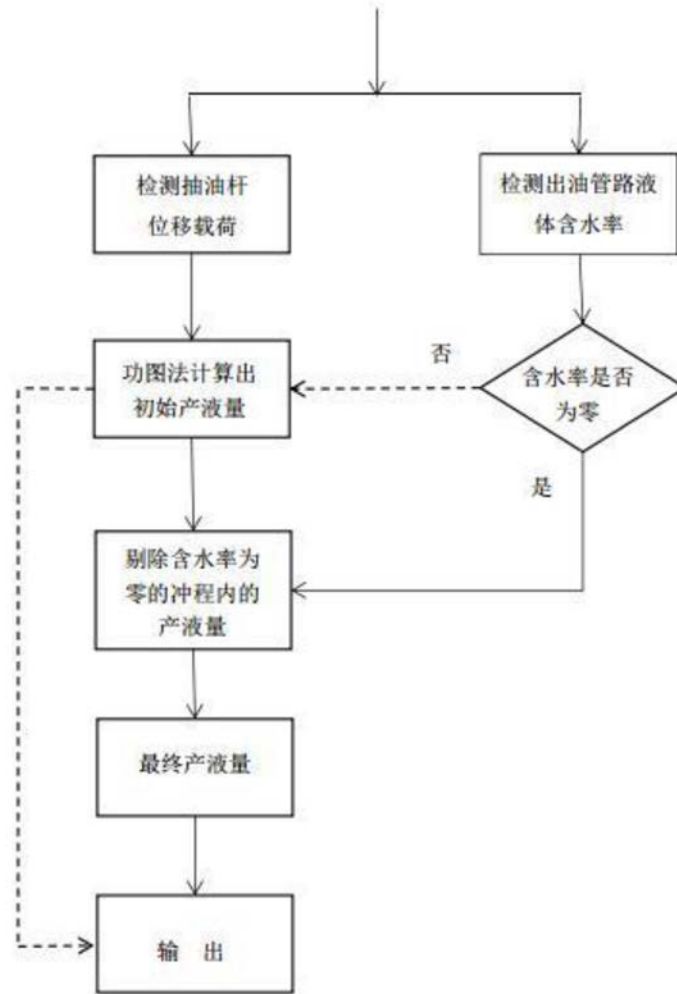 检测抽油杆
位移载荷
检测出油管路液
体含水率
功图法计算出
初始产液量
否
含水率是否
为零
是
剔除含水率为
零的冲程内的
产液量
最终产液量
输 出